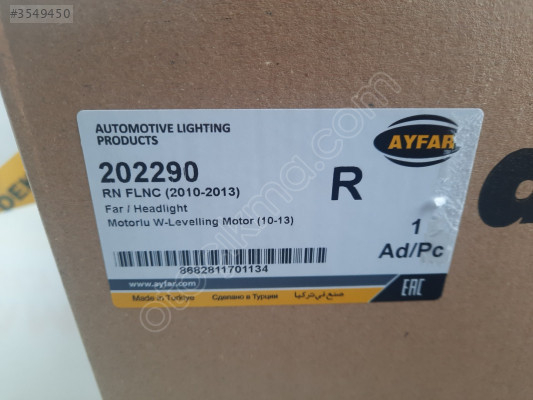 #3549450
AUTOMOTIVE LIGHTING
PRODUCTS
AYFAR
202290
RN FLNC (2010-2013)
Far / Headlight
Motorlu W-Levelling Motor (10-13)
R
1
Ad/Pc
8682811701134
www.ayfar.com
Made in Türkiye
Сделано в Турции
صنع في تركيا
EAC